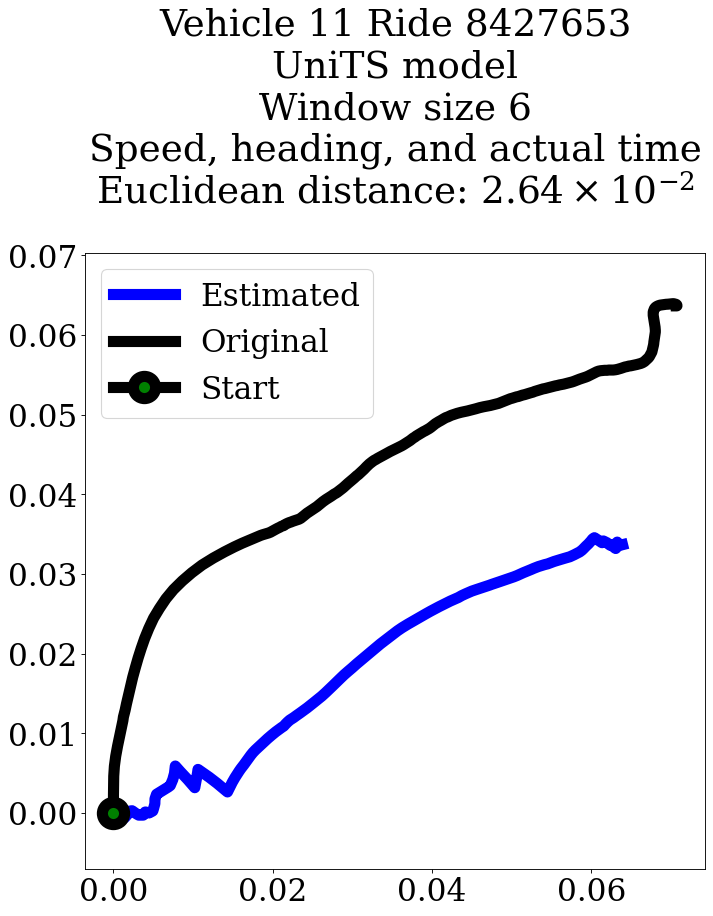 Vehicle 11 Ride 8427653
UniTS model
Window size 6
Speed, heading, and actual time
Euclidean distance: 2.64 × 10⁻²
0.07
0.06
0.05
0.04
0.03
0.02
0.01
0.00
Estimated
Original
Start
0.00 0.02 0.04 0.06